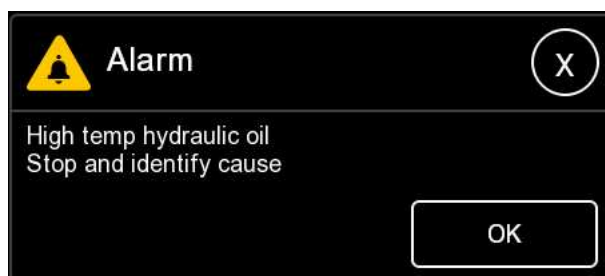 Alarm
X
High temp hydraulic oil
Stop and identify cause
OK